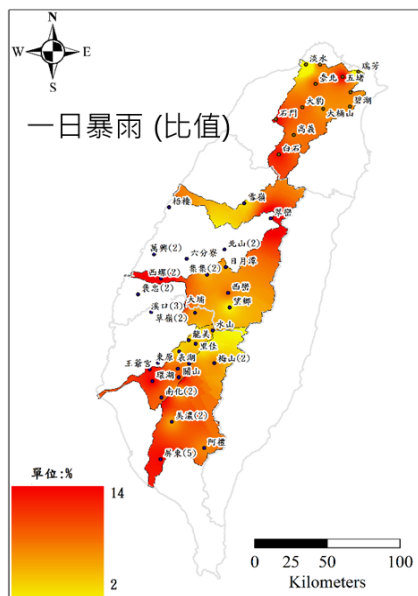 N
W
E
S
一日暴雨 (比值)
淡水
瑞芳
泰北
五堵
碧湖
大豹
大桶山
石門
高義
白石
雪嶺
梧棲
翠巒
北山(2)
萬興(2)
六分寮
日月潭
西螺(2)
集集(2)
褒忠(2)
西巒
望鄉
溪口(3)
大埔
草嶺(2)
水山
龍美
里佳
東原
表湖
梅山(2)
王爺宮
關山
環湖
南化(2)
美濃(2)
阿禮
屏東(5)
單位:%
14
2
0
50
100
Kilometers